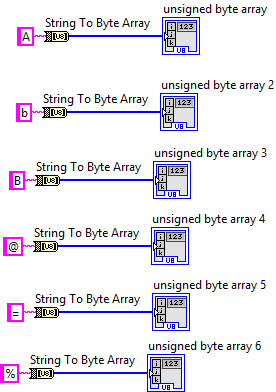 unsigned byte array
String To Byte Array
A [U8] i j k 123 U8
unsigned byte array 2
String To Byte Array
b [U8] i j k 123 U8
unsigned byte array 3
String To Byte Array
B [U8] i j k 123 U8
unsigned byte array 4
String To Byte Array
@ [U8] i j k 123 U8
unsigned byte array 5
String To Byte Array
= [U8] i j k 123 U8
unsigned byte array 6
String To Byte Array
% [U8] i j k 123 U8